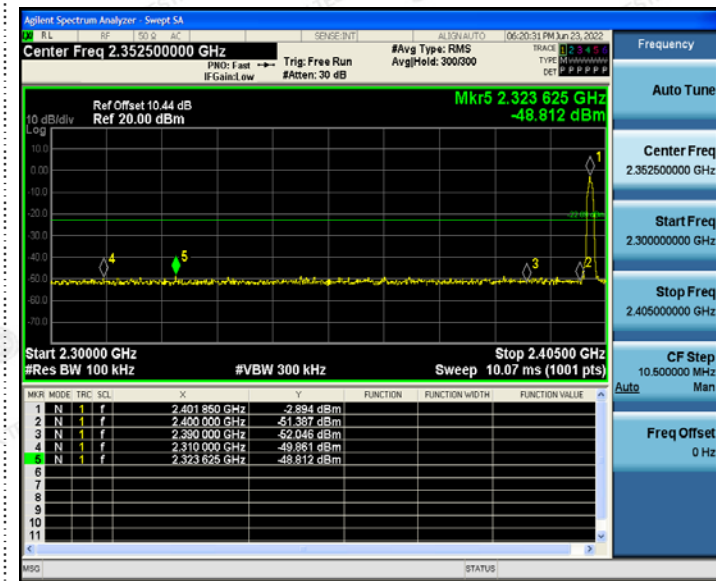 Agilent Spectrum Analyzer - Swept SA
RL RF 50 Ω AC SENSE:INT ALIGN AUTO 06:20:31 PM Jun 23, 2022
Center Freq 2.352500000 GHz #Avg Type: RMS TRACE 1 2 3 4 5 6
PNO: Fast Trig: Free Run Avg|Hold: 300/300 TYPE M
IFGain:Low #Atten: 30 dB DET P P P P P P
Ref Offset 10.44 dB Mkr5 2.323 625 GHz
10 dB/div Ref 20.00 dBm -48.812 dBm
Log
10.0
0.00
-10.0
-20.0
-22.89 dBm
-30.0
-40.0
-50.0
-60.0
-70.0
1
4
5
3
2
Start 2.30000 GHz Stop 2.40500 GHz
#Res BW 100 kHz #VBW 300 kHz Sweep 10.07 ms (1001 pts)
MKR MODE TRC SCL X Y FUNCTION FUNCTION WIDTH FUNCTION VALUE
1 N 1 f 2.401 850 GHz -2.894 dBm
2 N 1 f 2.400 000 GHz -51.387 dBm
3 N 1 f 2.390 000 GHz -52.046 dBm
4 N 1 f 2.310 000 GHz -49.861 dBm
5 N 1 f 2.323 625 GHz -48.812 dBm
6
7
8
9
10
11
MSG STATUS
Frequency
Auto Tune
Center Freq
2.352500000 GHz
Start Freq
2.300000000 GHz
Stop Freq
2.405000000 GHz
CF Step
10.500000 MHz
Auto Man
Freq Offset
0 Hz